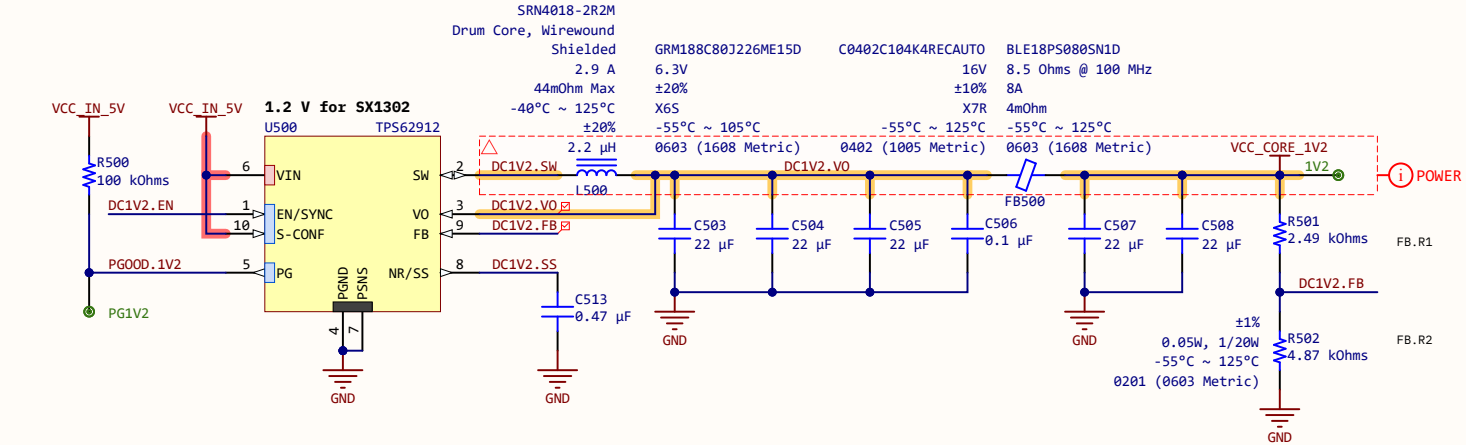 SRN4018-2R2M
Drum Core, Wirewound
Shielded GRM188C80J226ME15D C0402C104K4RECAUTO BLE18PS080SN1D
2.9 A 6.3V 16V 8.5 Ohms @ 100 MHz
44mOhm Max ±20% ±10% 8A
VCC_IN_5V VCC_IN_5V 1.2 V for SX1302 -40°C ~ 125°C X6S X7R 4mOhm
U500 TPS62912 ±20% -55°C ~ 105°C -55°C ~ 125°C -55°C ~ 125°C
2.2 µH 0603 (1608 Metric) 0402 (1005 Metric) 0603 (1608 Metric) VCC_CORE_1V2
R500 6 VIN SW 2 DC1V2.SW DC1V2.VO 1V2 i POWER
100 kOhms L500
DC1V2.EN 1 EN/SYNC VO 3 DC1V2.VO FB500
10 S-CONF FB 9 DC1V2.FB C503 C504 C505 C506 C507 C508 R501
22 µF 22 µF 22 µF 0.1 µF 22 µF 22 µF 2.49 kOhms FB.R1
PGOOD.1V2 5 PG NR/SS 8 DC1V2.SS
PGND PSNS DC1V2.FB
C513
PG1V2 0.47 µF
4 7 ±1%
GND GND 0.05W, 1/20W R502 FB.R2
-55°C ~ 125°C 4.87 kOhms
0201 (0603 Metric)
GND GND
GND